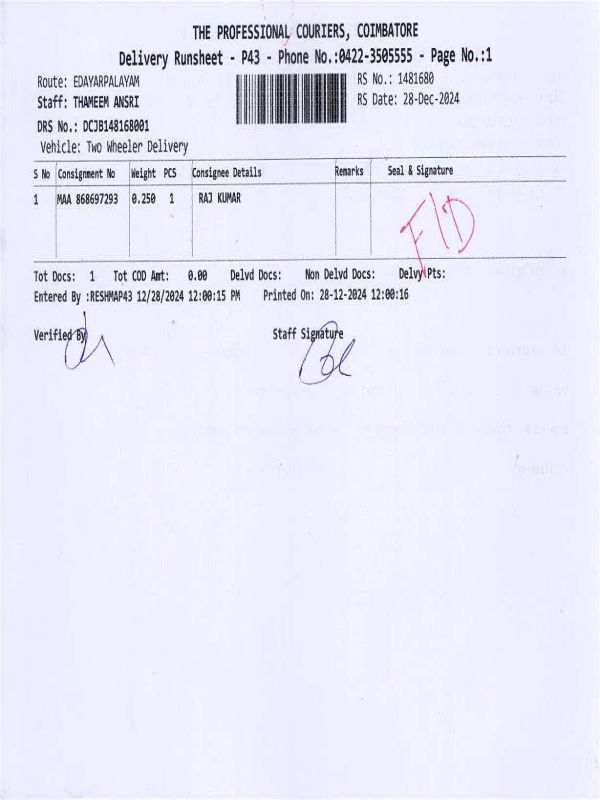 THE PROFESSIONAL COURIERS, COIMBATORE
Delivery Runsheet - P43 - Phone No.:0422-3505555 - Page No.:1
Route: EDAYARPALAYAM RS No.: 1481680
Staff: THAMEEM ANSRI RS Date: 28-Dec-2024
DRS No.: DCJB148168001
Vehicle: Two Wheeler Delivery
S No Consignment No Weight PCS Consignee Details Remarks Seal & Signature
1 MAA 868697293 0.250 1 RAJ KUMAR F/D
Tot Docs: 1 Tot COD Amt: 0.00 Delvd Docs: Non Delvd Docs: Delvy Pts:
Entered By :RESHMAP43 12/28/2024 12:00:15 PM Printed On: 28-12-2024 12:00:16
Verified By Staff Signature